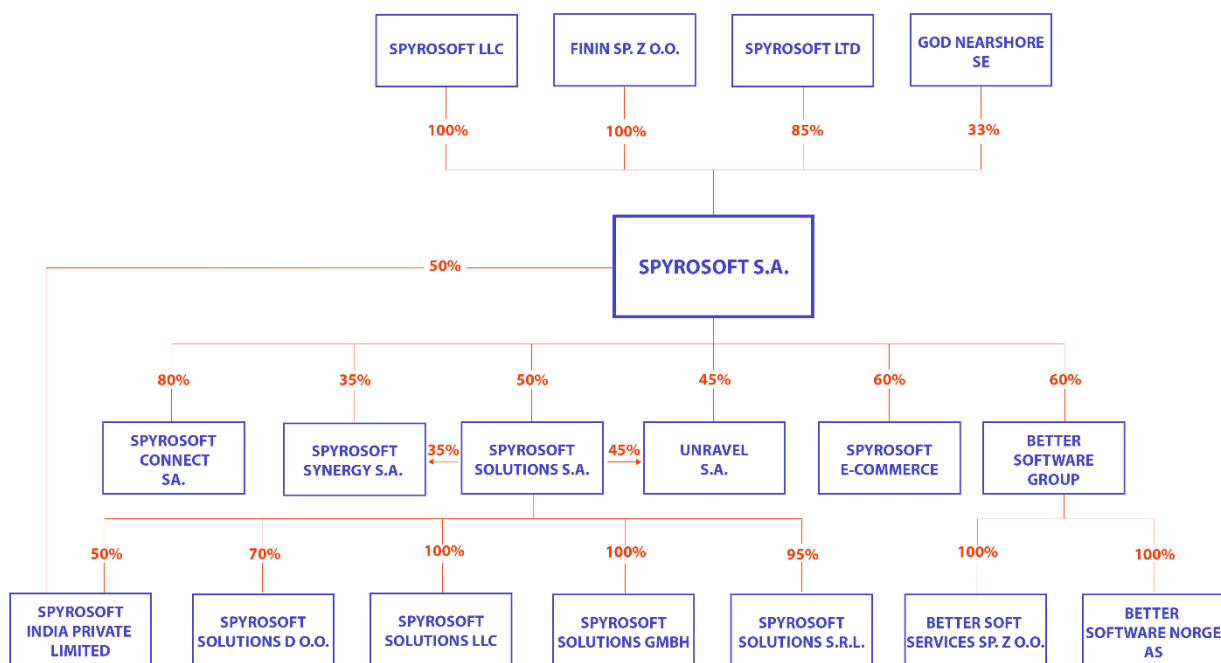 SPYROSOFT LLC
FININ SP. Z O.O.
SPYROSOFT LTD
GOD NEARSHORE
SE
100%
100%
85%
33%
SPYROSOFT S.A.
50%
80%
35%
50%
45%
60%
60%
SPYROSOFT
CONNECT
SA.
SPYROSOFT
SYNERGY S.A.
35%
SPYROSOFT
SOLUTIONS S.A.
45%
UNRAVEL
S.A.
SPYROSOFT
E-COMMERCE
BETTER
SOFTWARE
GROUP
50%
70%
100%
100%
95%
100%
100%
SPYROSOFT
INDIA PRIVATE
LIMITED
SPYROSOFT
SOLUTIONS D O.O.
SPYROSOFT
SOLUTIONS LLC
SPYROSOFT
SOLUTIONS GMBH
SPYROSOFT
SOLUTIONS S.R.L.
BETTER SOFT
SERVICES SP. Z O.O.
BETTER
SOFTWARE NORGE
AS